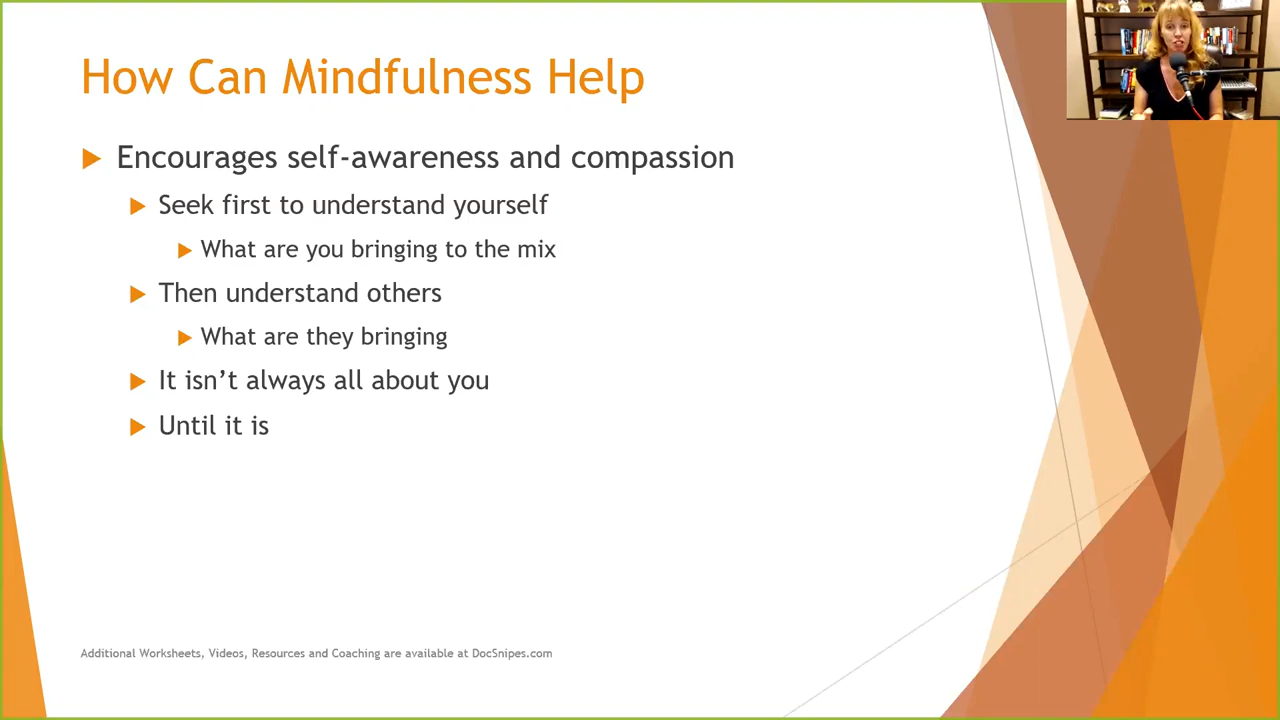 How Can Mindfulness Help
Encourages self-awareness and compassion
Seek first to understand yourself
What are you bringing to the mix
Then understand others
What are they bringing
It isn't always all about you
Until it is
Additional Worksheets, Videos, Resources and Coaching are available at DocSnipes.com